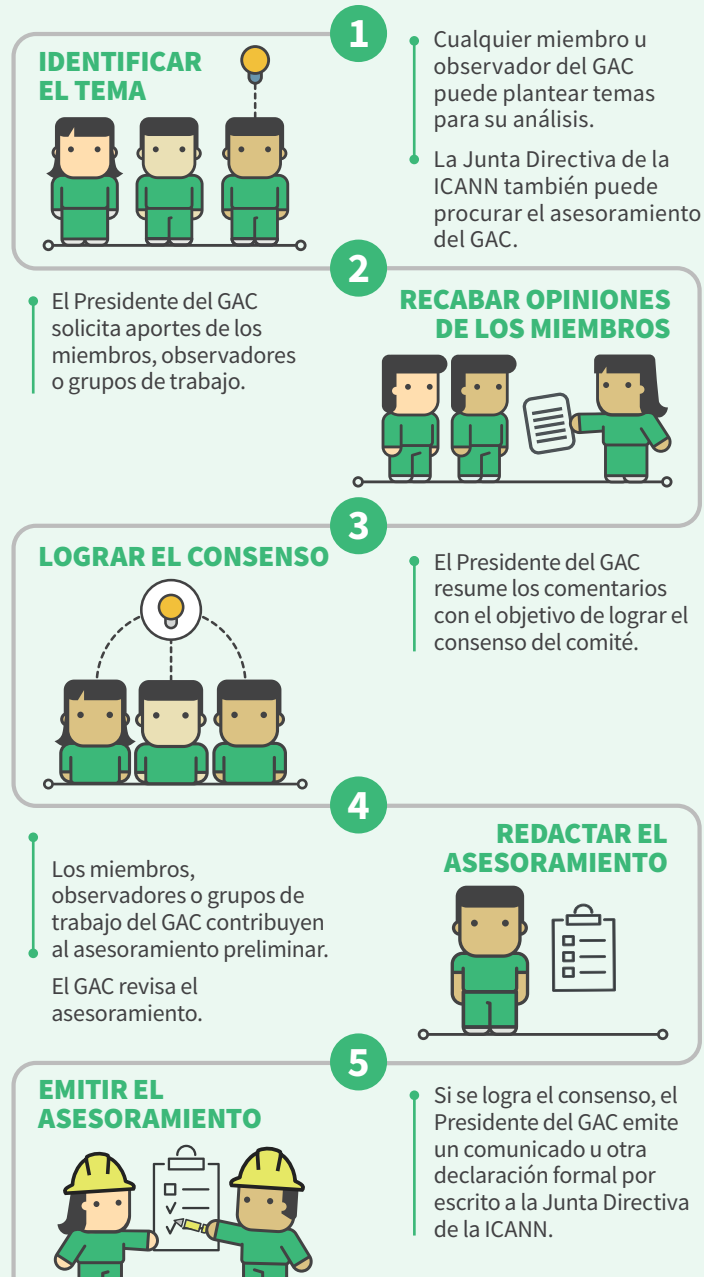 1
IDENTIFICAR
EL TEMA
Cualquier miembro u
observador del GAC
puede plantear temas
para su análisis.
La Junta Directiva de la
ICANN también puede
procurar el asesoramiento
del GAC.
2
RECABAR OPINIONES
DE LOS MIEMBROS
El Presidente del GAC
solicita aportes de los
miembros, observadores
o grupos de trabajo.
3
LOGRAR EL CONSENSO
El Presidente del GAC
resume los comentarios
con el objetivo de lograr el
consenso del comité.
4
REDACTAR EL
ASESORAMIENTO
Los miembros,
observadores o grupos de
trabajo del GAC contribuyen
al asesoramiento preliminar.
El GAC revisa el
asesoramiento.
5
EMITIR EL
ASESORAMIENTO
Si se logra el consenso, el
Presidente del GAC emite
un comunicado u otra
declaración formal por
escrito a la Junta Directiva
de la ICANN.